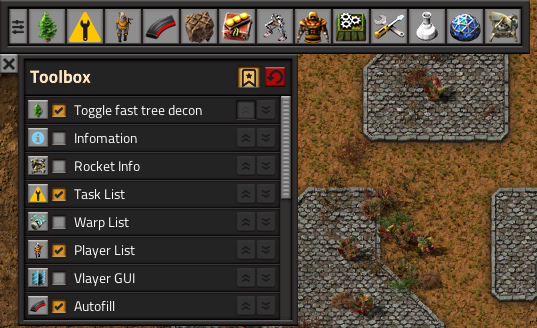 Toolbox
Toggle fast tree decon
Infomation
Rocket Info
Task List
Warp List
Player List
Vlayer GUI
Autofill